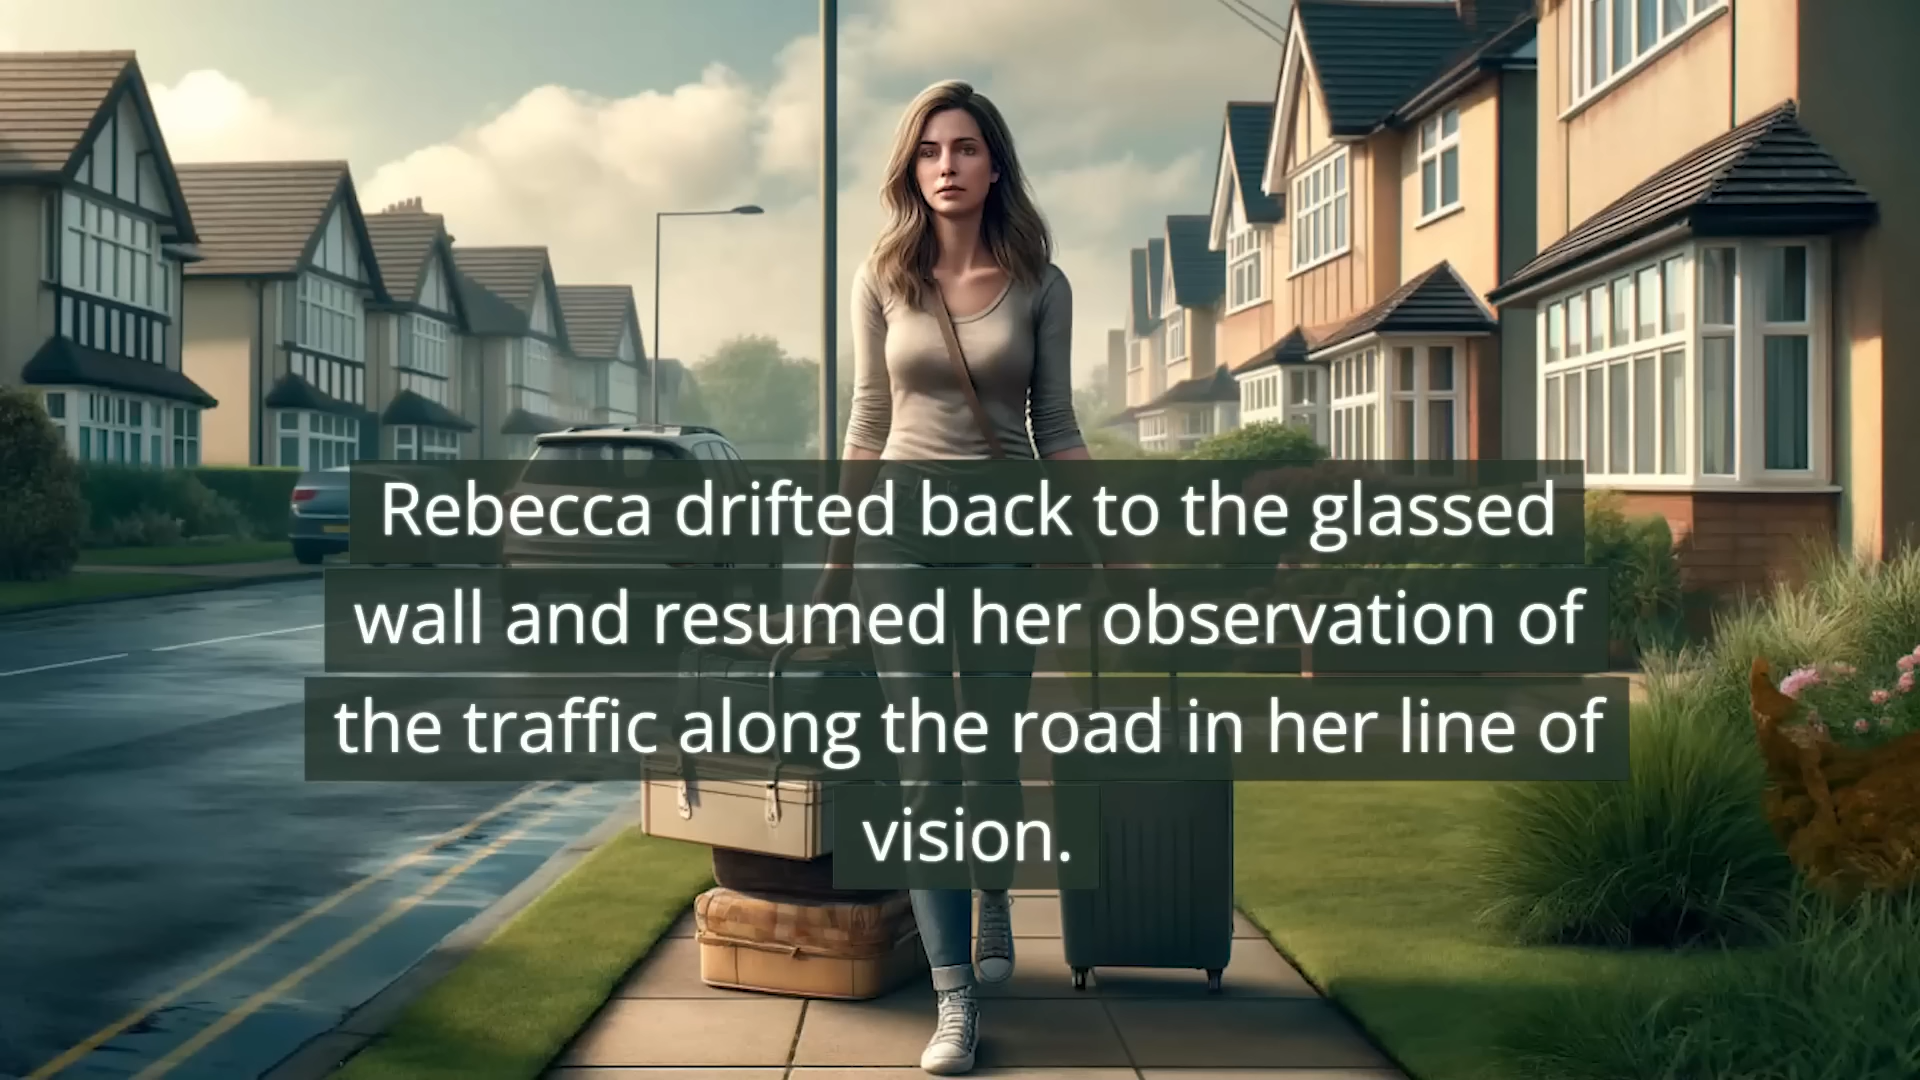 Rebecca drifted back to the glassed
wall and resumed her observation of
the traffic along the road in her line of
vision.